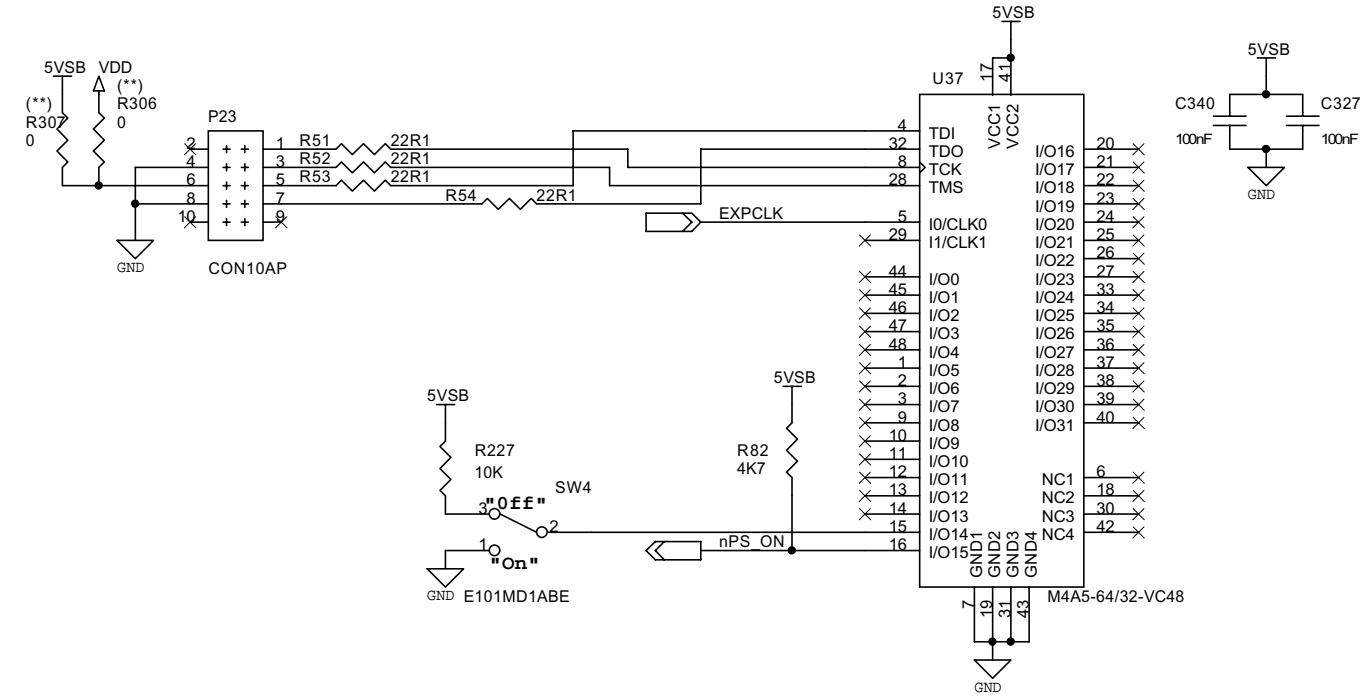 5VSB
5VSB VDD
(**)
R306
0
(**)
R307
0
P23
2 + + 1 R51 22R1
4 + + 3 R52 22R1
6 + + 5 R53 22R1
8 + + 7 R54 22R1
10 + + 9
GND
CON10AP
U37
17 41
VCC1 VCC2
4 TDI
32 TDO
8 TCK
28 TMS
EXPCLK 5 I0/CLK0
29 I1/CLK1
44 I/O0
45 I/O1
46 I/O2
47 I/O3
48 I/O4
1 I/O5
2 I/O6
3 I/O7
9 I/O8
10 I/O9
11 I/O10
12 I/O11
13 I/O12
14 I/O13
15 I/O14
nPS_ON 16 I/O15
I/O16 20
I/O17 21
I/O18 22
I/O19 23
I/O20 24
I/O21 25
I/O22 26
I/O23 27
I/O24 33
I/O25 34
I/O26 35
I/O27 36
I/O28 37
I/O29 38
I/O30 39
I/O31 40
NC1 6
NC2 18
NC3 30
NC4 42
GND1 GND2 GND3 GND4
7 19 31 43
M4A5-64/32-VC48
GND
5VSB
R82
4K7
5VSB
R227
10K
SW4
3 "Off"
2
1 "On"
GND E101MD1ABE
5VSB
C340
100nF
C327
100nF
GND